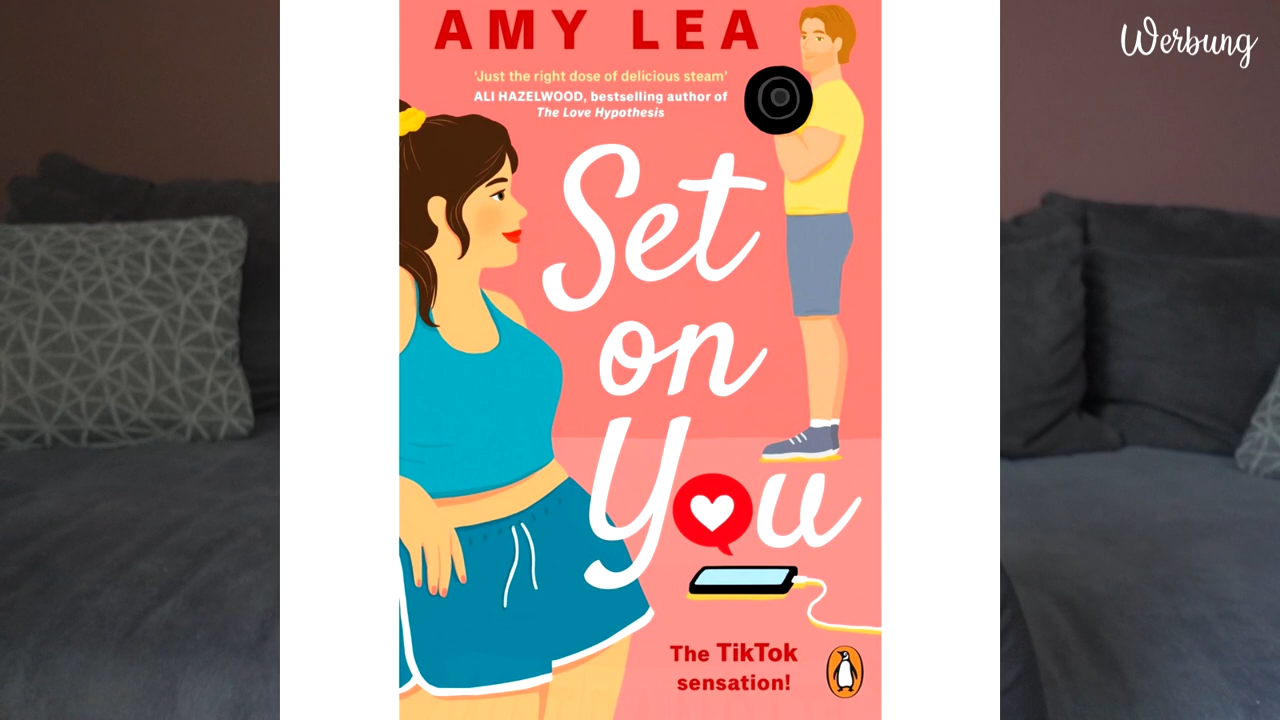 Werbung
AMY LEA
‘Just the right dose of delicious steam’
ALI HAZELWOOD, bestselling author of
The Love Hypothesis
Set
on
You
The TikTok
sensation!